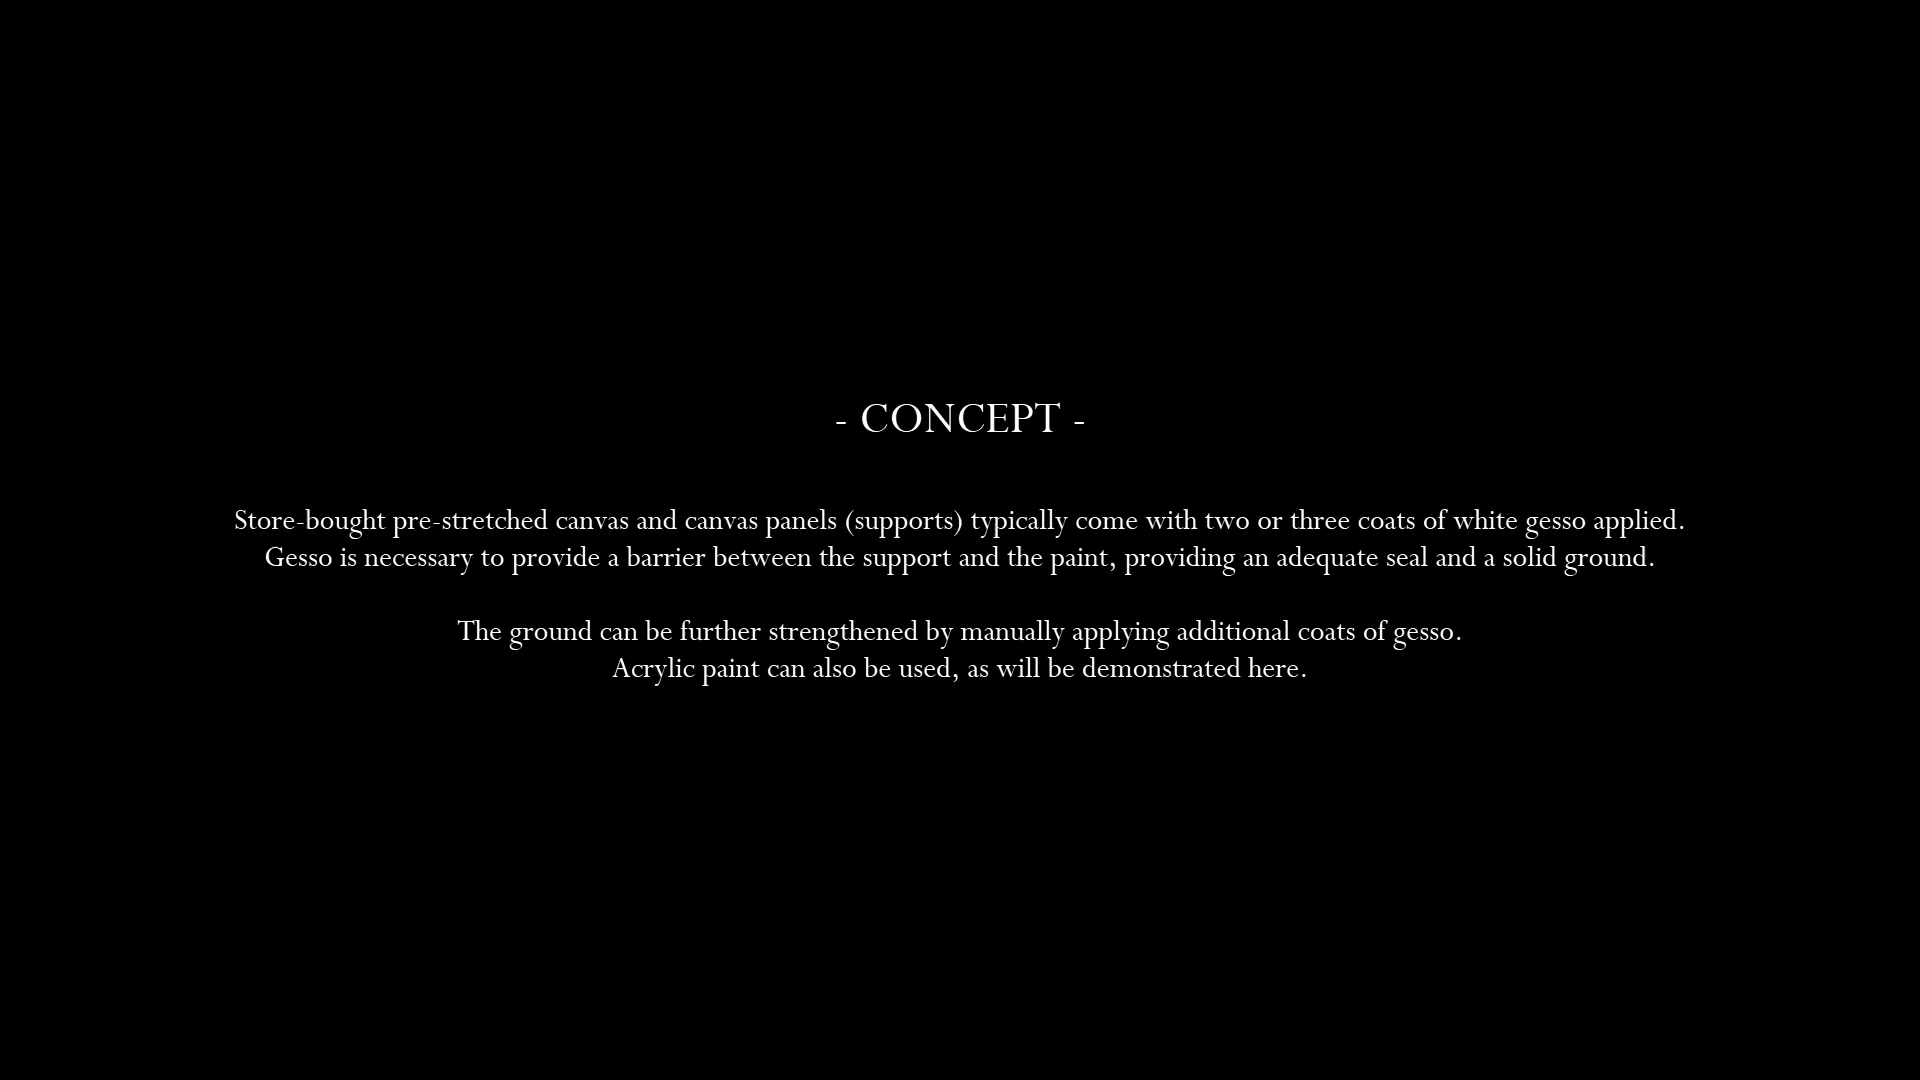 - CONCEPT -
Store-bought pre-stretched canvas and canvas panels (supports) typically come with two or three coats of white gesso applied.
Gesso is necessary to provide a barrier between the support and the paint, providing an adequate seal and a solid ground.
The ground can be further strengthened by manually applying additional coats of gesso.
Acrylic paint can also be used, as will be demonstrated here.